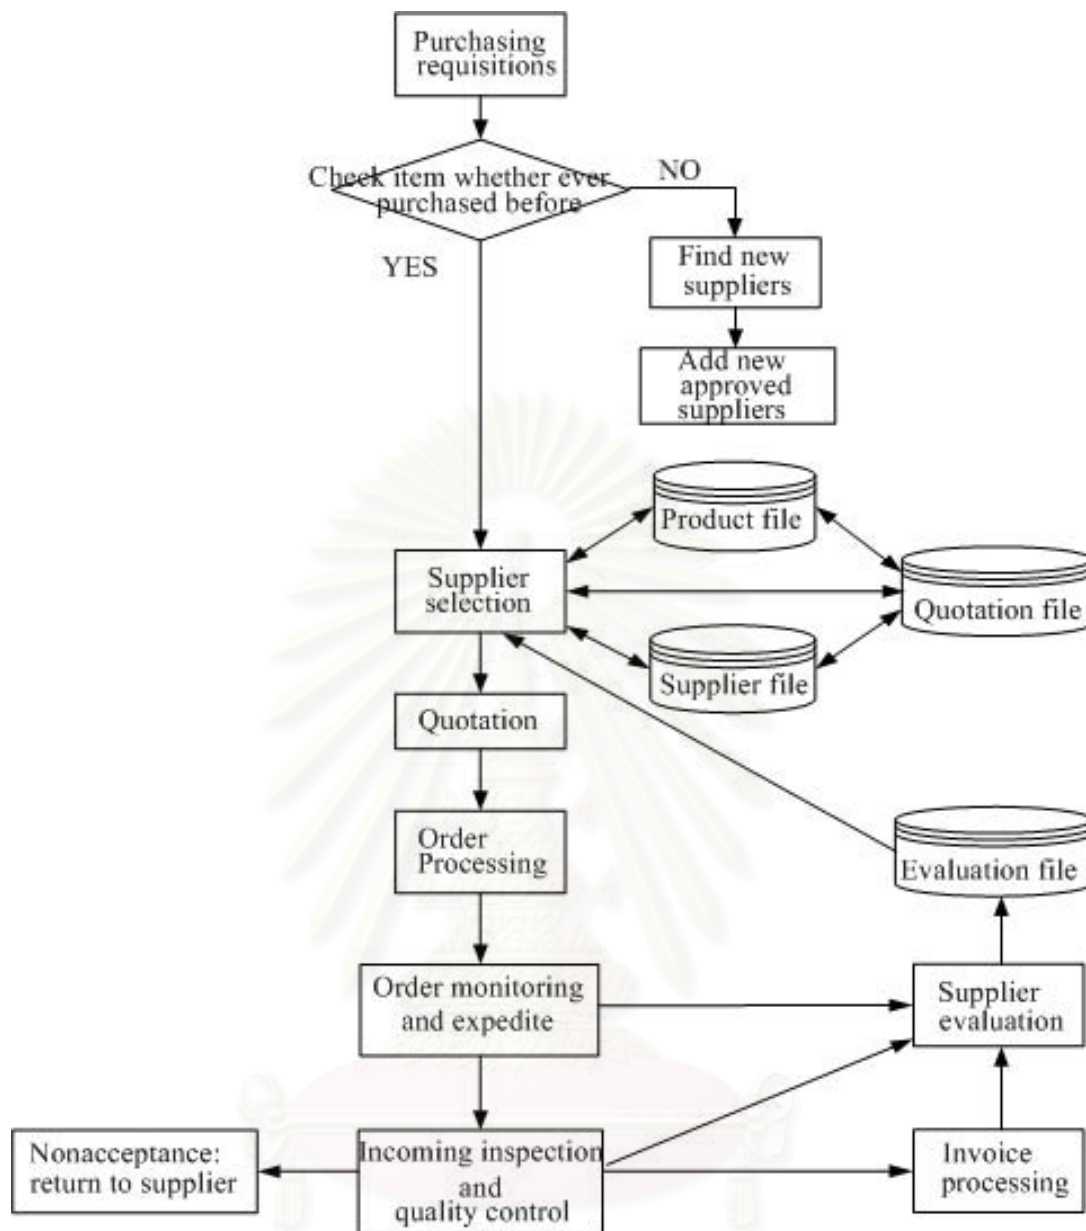 Purchasing
requisitions
Check item whether ever
purchased before
NO
YES
Find new
suppliers
Add new
approved
suppliers
Product file
Supplier
selection
Quotation file
Supplier file
Quotation
Order
Processing
Evaluation file
Order monitoring
and expedite
Supplier
evaluation
Nonacceptance:
return to supplier
Incoming inspection
and
quality control
Invoice
processing